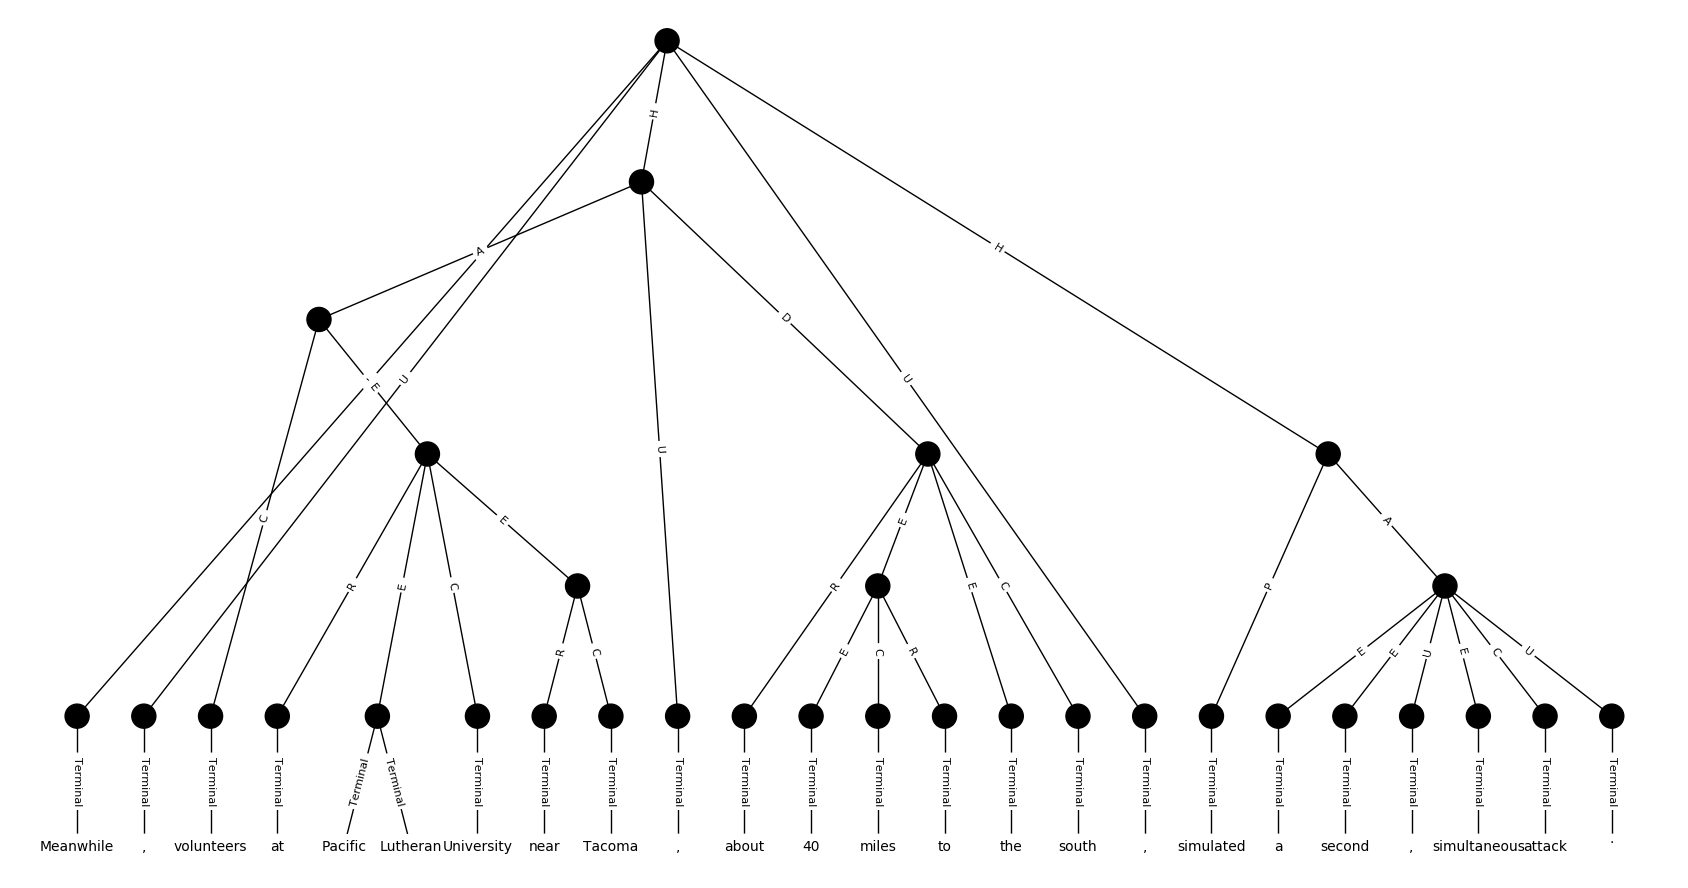 H
A
H
D
L E U U
U
C E A
R E C R E E C P
R C E C R E E U E C U
Terminal Terminal Terminal Terminal Terminal Terminal Terminal Terminal Terminal Terminal Terminal Terminal Terminal Terminal Terminal Terminal Terminal Terminal Terminal Terminal Terminal Terminal Terminal Terminal
Meanwhile , volunteers at Pacific Lutheran University near Tacoma , about 40 miles to the south , simulated a second , simultaneous attack .